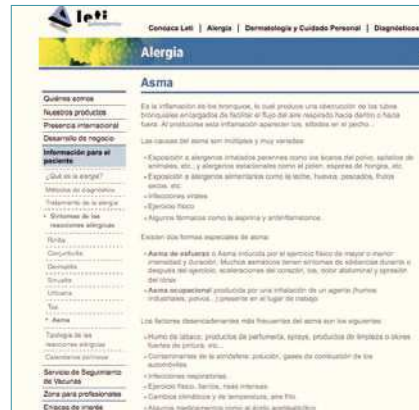 Leti
Conozca Leti | Alergia | Dermatología y Cuidado Personal | Diagnósticos
Alergia
Quiénes somos
Nuestros productos
Presencia internacional
Desarrollo de negocio
Información para el
paciente
¿Qué es la alergia?
Métodos de diagnóstico
Tratamiento de la alergia
Síntomas de las
reacciones alérgicas
Rinitis
Conjuntivitis
Dermatitis
Sinusitis
Urticaria
Tos
Asma
Tipología de las
reacciones alérgicas
Calendarios polínicos
Servicio de Seguimiento
de Vacunas
Zona para profesionales
Enlaces de interés
Asma
Es la inflamación de los bronquios, lo cual produce una obstrucción de los tubos
bronquiales encargados de facilitar el flujo del aire respirado hacia dentro o hacia
fuera. Al producirse esta inflamación aparecen los silbidos en el pecho.
Las causas del asma son múltiples y muy variadas:
Exposición a alergenos inhalados perennes como los ácaros del polvo, epitelios de
animales, etc., y alergenos estacionales como el polen, esporas de hongos, etc.
Exposición a alergenos alimentarios como la leche, huevos, pescados, frutos
secos, etc.
Infecciones virales
Ejercicio físico
Algunos fármacos como la aspirina y antiinflamatorios.
Existen dos formas especiales de asma:
Asma de esfuerzo o Asma inducida por el ejercicio físico de mayor o menor
intensidad y duración. Muchos asmáticos tienen síntomas de sibilancias durante o
después del ejercicio, aceleraciones del corazón, tos, dolor abdominal y opresión
del tórax
Asma ocupacional producida por una inhalación de un agente (humos
industriales, polvos...) presente en el lugar de trabajo.
Los factores desencadenantes más frecuentes del asma son los siguientes:
Humo de tabaco, productos de perfumería, sprays, productos de limpieza o olores
fuertes de pintura, etc...
Contaminantes de la atmósfera: polución, gases de combustión de los
automóviles
Infecciones respiratorias
Ejercicio físico, llantos, risas intensas
Cambios climáticos y de temperatura, aire frío
Algunos medicamentos como el ácido acetilsalicílico